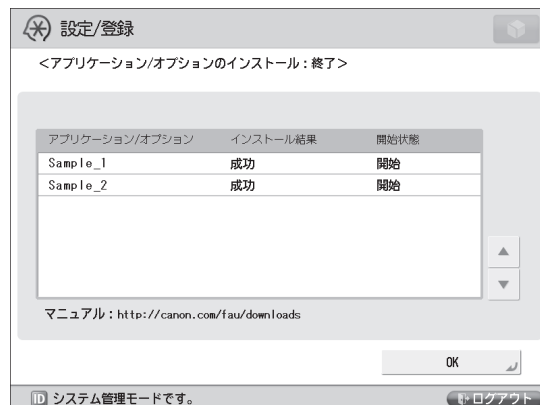 設定/登録
<アプリケーション/オプションのインストール:終了>
アプリケーション/オプション インストール結果 開始状態
Sample_1 成功 開始
Sample_2 成功 開始
マニュアル:http://canon.com/fau/downloads
OK
ID システム管理モードです。 ログアウト